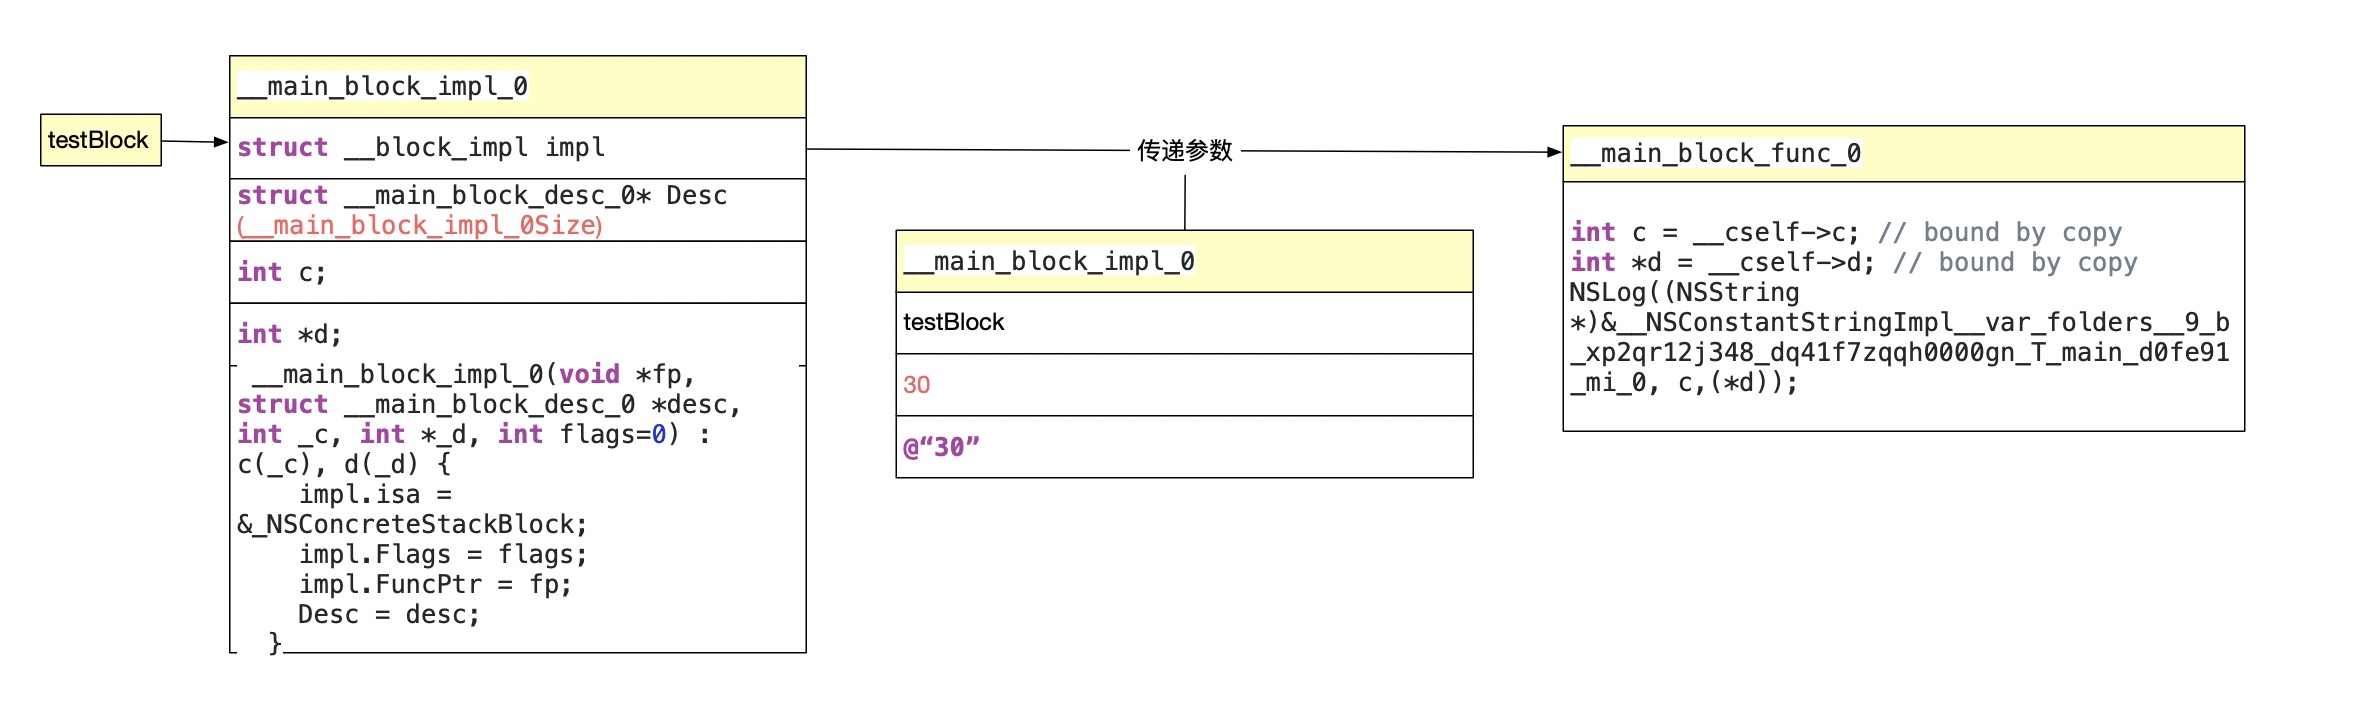 testBlock
__main_block_impl_0
struct __block_impl impl
struct __main_block_desc_0* Desc
(__main_block_impl_0Size)
int c;
int *d;
__main_block_impl_0(void *fp,
struct __main_block_desc_0 *desc,
int _c, int *_d, int flags=0) :
c(_c), d(_d) {
impl.isa =
&_NSConcreteStackBlock;
impl.Flags = flags;
impl.FuncPtr = fp;
Desc = desc;
}
传递参数
__main_block_impl_0
testBlock
30
@“30”
__main_block_func_0
int c = __cself->c; // bound by copy
int *d = __cself->d; // bound by copy
NSLog((NSString
*)&__NSConstantStringImpl__var_folders__9_b
_xp2qr12j348_dq41f7zqqh0000gn_T_main_d0fe91
_mi_0, c,(*d));